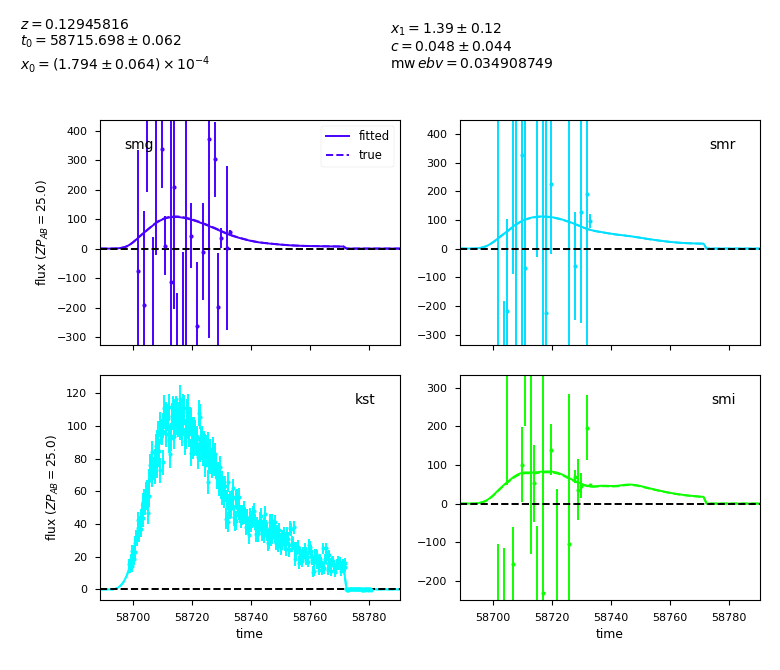 z = 0.12945816
t₀ = 58715.698 ± 0.062
x₀ = (1.794 ± 0.064) × 10⁻⁴
x₁ = 1.39 ± 0.12
c = 0.048 ± 0.044
mw ebv = 0.034908749
smg
fitted
true
400
300
200
100
0
−100
−200
−300
flux (ZP_AB = 25.0)
smr
400
300
200
100
0
−100
−200
−300
kst
120
100
80
60
40
20
0
flux (ZP_AB = 25.0)
58700 58720 58740 58760 58780
time
smi
300
200
100
0
−100
−200
58700 58720 58740 58760 58780
time